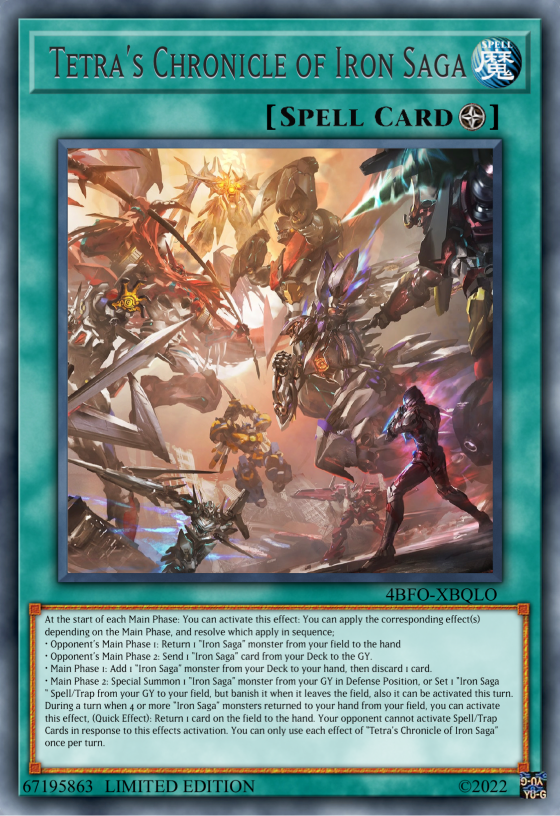 TETRA'S CHRONICLE OF IRON SAGA
SPELL
魔
[SPELL CARD]
4BFO-XBQLO
At the start of each Main Phase: You can activate this effect: You can apply the corresponding effect(s)
depending on the Main Phase, and resolve which apply in sequence;
• Opponent's Main Phase 1: Return 1 "Iron Saga" monster from your field to the hand
• Opponent's Main Phase 2: Send 1 "Iron Saga" card from your Deck to the GY.
• Main Phase 1: Add 1 "Iron Saga" monster from your Deck to your hand, then discard 1 card.
• Main Phase 2: Special Summon 1 "Iron Saga" monster from your GY in Defense Position, or Set 1 "Iron Saga
" Spell/Trap from your GY to your field, but banish it when it leaves the field, also it can be activated this turn.
During a turn when 4 or more "Iron Saga" monsters returned to your hand from your field, you can activate
this effect, (Quick Effect): Return 1 card on the field to the hand. Your opponent cannot activate Spell/Trap
Cards in response to this effects activation. You can only use each effect of "Tetra's Chronicle of Iron Saga"
once per turn.
67195863 LIMITED EDITION
©2022
YU-G